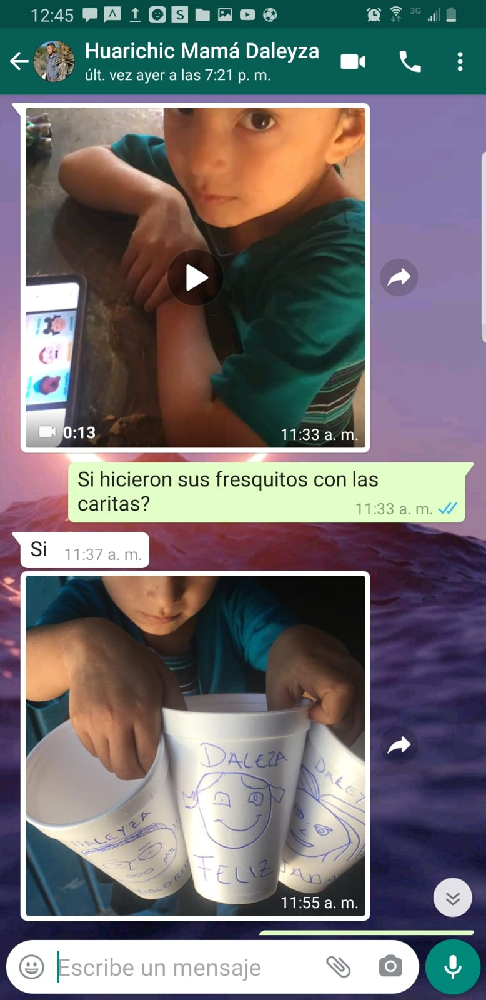 12:45
3G
Huarichic Mamá Daleyza
últ. vez ayer a las 7:21 p. m.
0:13
11:33 a. m.
Si hicieron sus fresquitos con las
caritas?
11:33 a. m.
Si
11:37 a. m.
DALEZA
DALEY
DALEYZA
FELIZ
11:55 a. m.
Escribe un mensaje